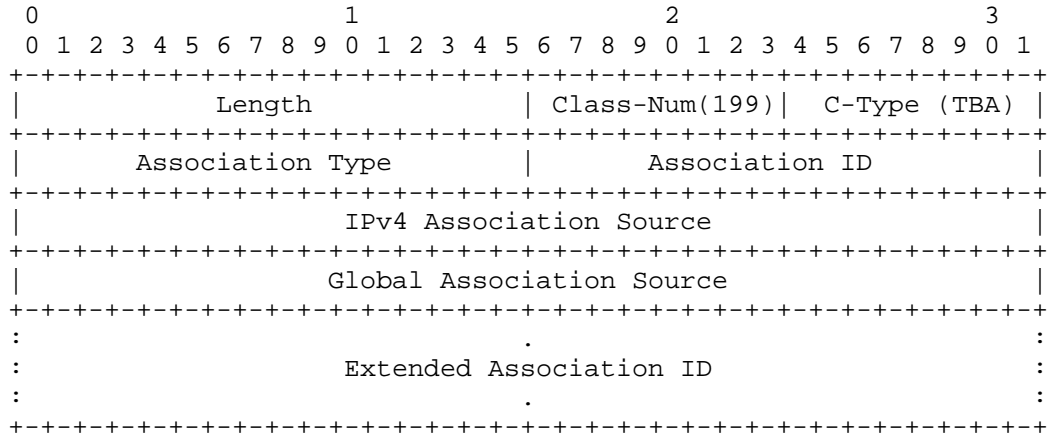 0                   1                   2                   3
 0 1 2 3 4 5 6 7 8 9 0 1 2 3 4 5 6 7 8 9 0 1 2 3 4 5 6 7 8 9 0 1
+-+-+-+-+-+-+-+-+-+-+-+-+-+-+-+-+-+-+-+-+-+-+-+-+-+-+-+-+-+-+-+-+
|            Length             | Class-Num(199)|  C-Type (TBA) |
+-+-+-+-+-+-+-+-+-+-+-+-+-+-+-+-+-+-+-+-+-+-+-+-+-+-+-+-+-+-+-+-+
|       Association Type        |       Association ID          |
+-+-+-+-+-+-+-+-+-+-+-+-+-+-+-+-+-+-+-+-+-+-+-+-+-+-+-+-+-+-+-+-+
|                    IPv4 Association Source                    |
+-+-+-+-+-+-+-+-+-+-+-+-+-+-+-+-+-+-+-+-+-+-+-+-+-+-+-+-+-+-+-+-+
|                   Global Association Source                   |
+-+-+-+-+-+-+-+-+-+-+-+-+-+-+-+-+-+-+-+-+-+-+-+-+-+-+-+-+-+-+-+-+
:                               .                               :
:                    Extended Association ID                    :
:                               .                               :
+-+-+-+-+-+-+-+-+-+-+-+-+-+-+-+-+-+-+-+-+-+-+-+-+-+-+-+-+-+-+-+-+